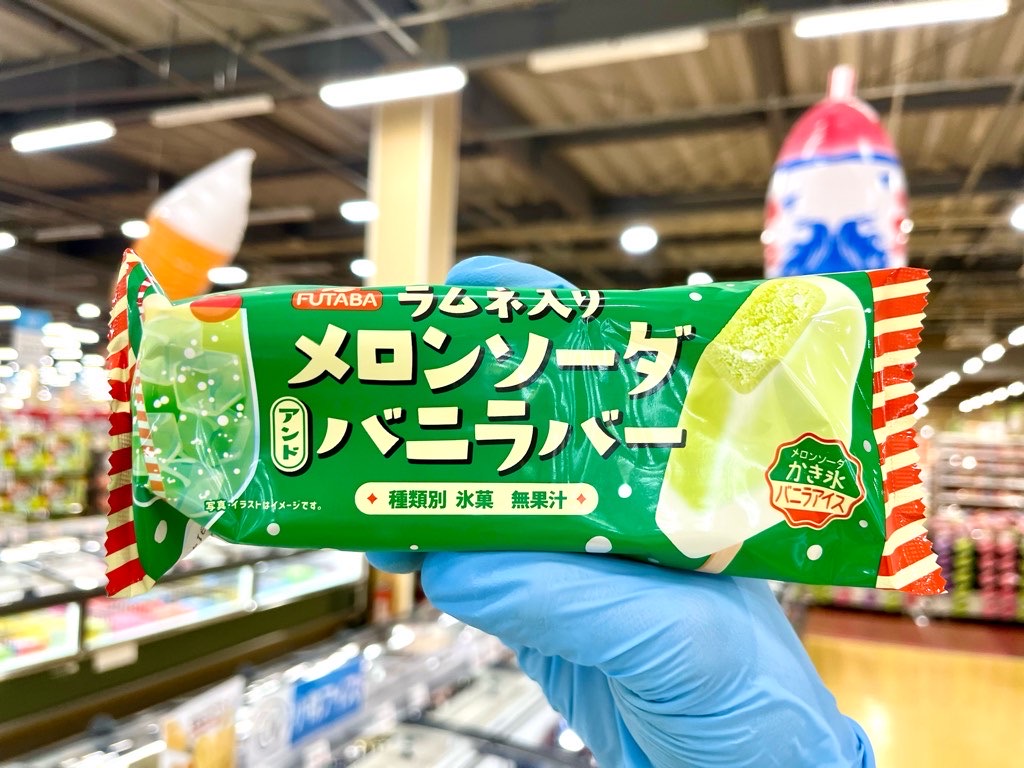 FUTABA
ラムネ入り
メロンソーダ
アンド
バニラバー
種類別 氷菓 無果汁
写真・イラストはイメージです。
メロンソーダ
かき氷
バニラアイス